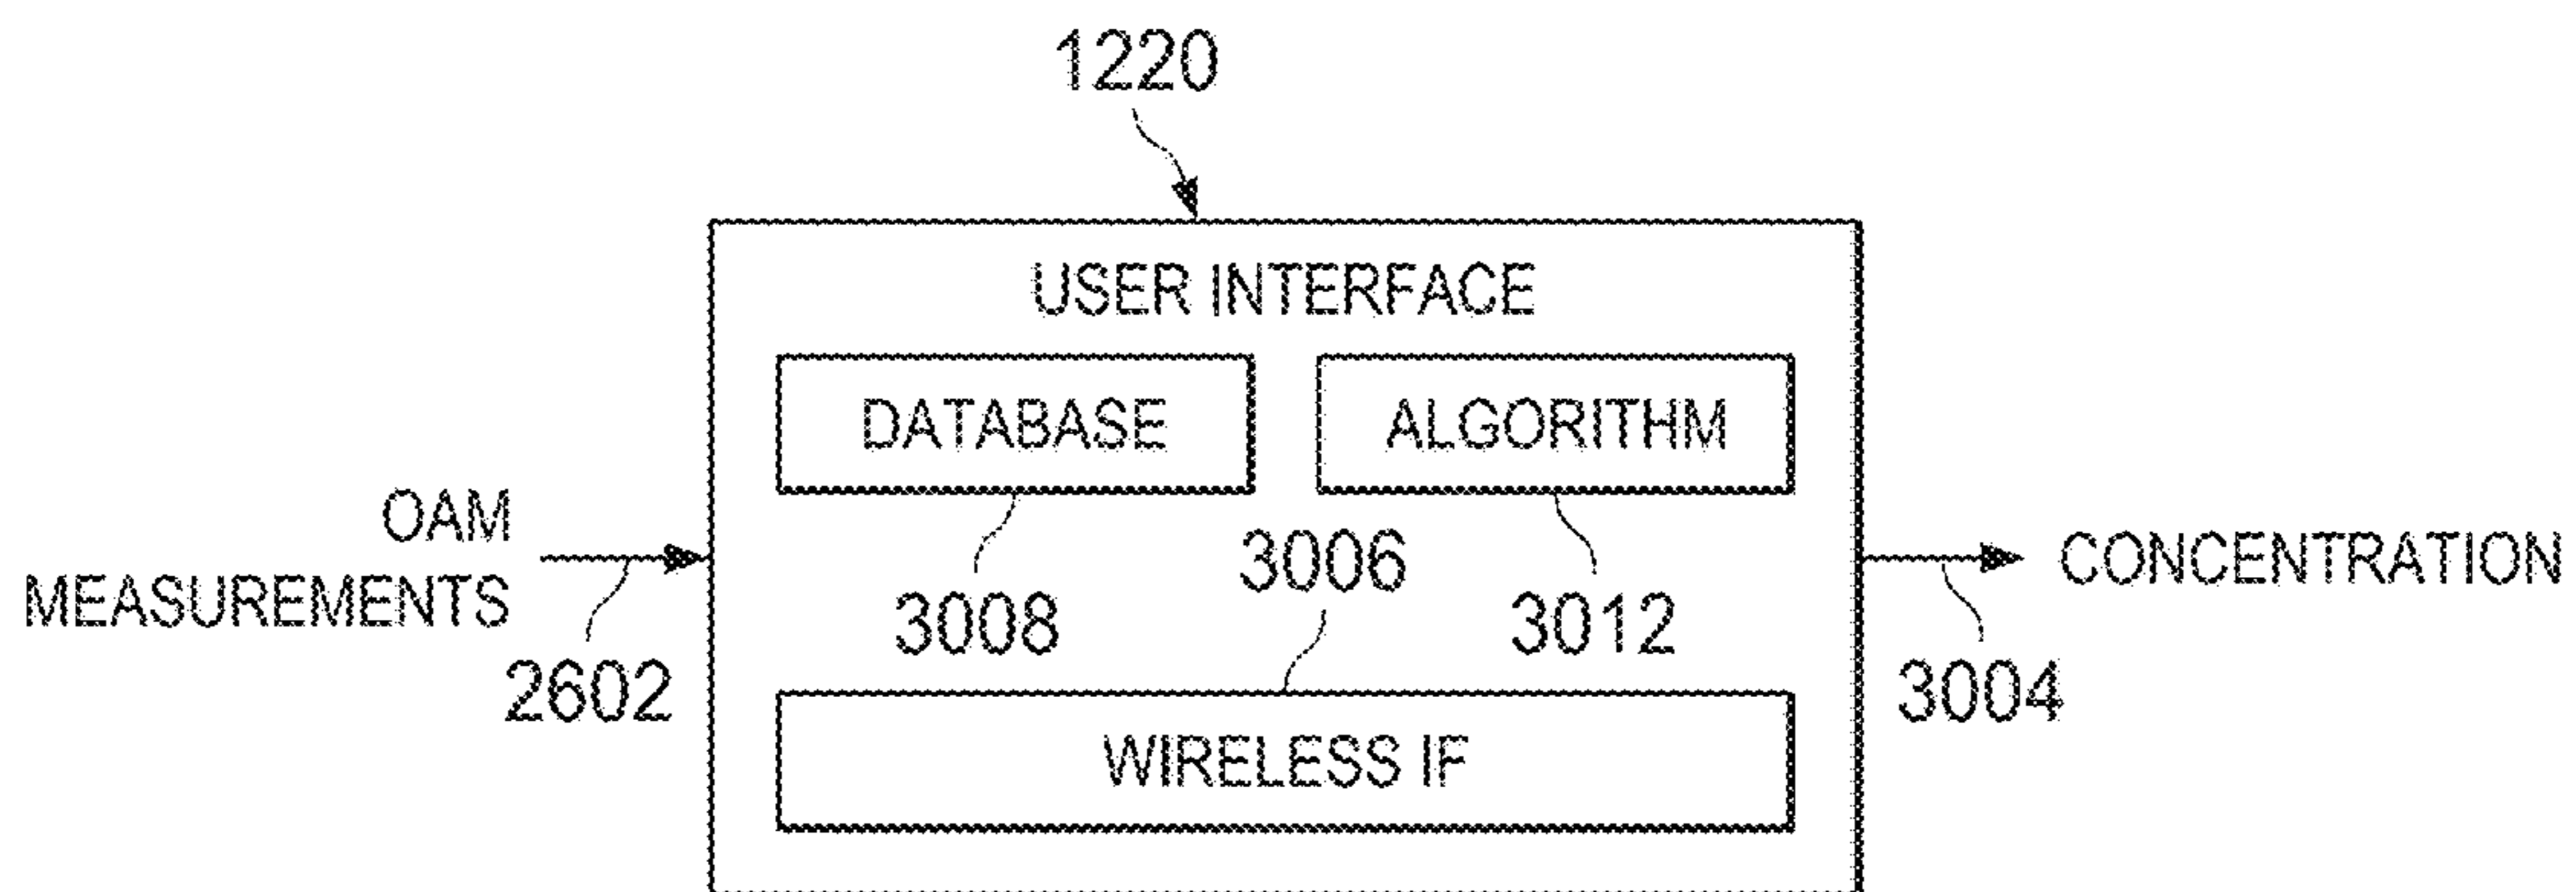 1220
USER INTERFACE
DATABASE
ALGORITHM
OAM
MEASUREMENTS
2602
3008
3006
3012
CONCENTRATION
3004
WIRELESS IF